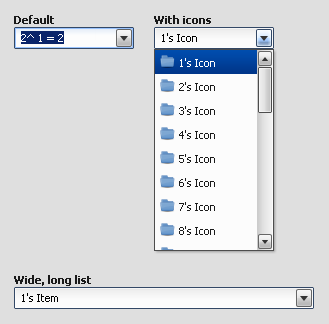 Default
2^ 1 = 2
With icons
1's Icon
1's Icon
2's Icon
3's Icon
4's Icon
5's Icon
6's Icon
7's Icon
8's Icon
Wide, long list
1's Item